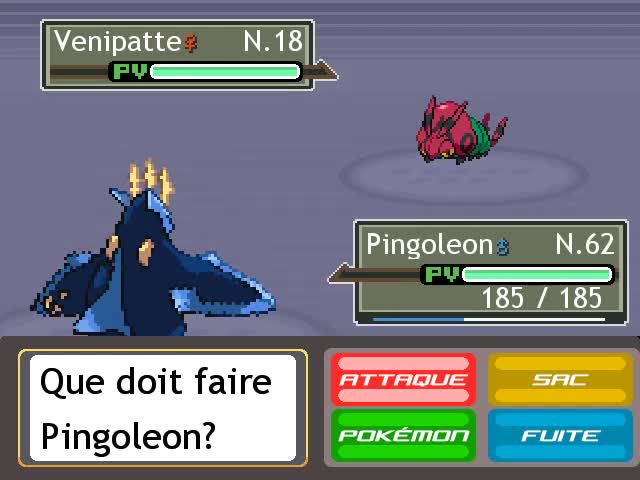 Venipatte♀ N.18
PV
Pingoleon♂ N.62
PV
185 / 185
Que doit faire
Pingoleon?
ATTAQUE
SAC
POKÉMON
FUITE